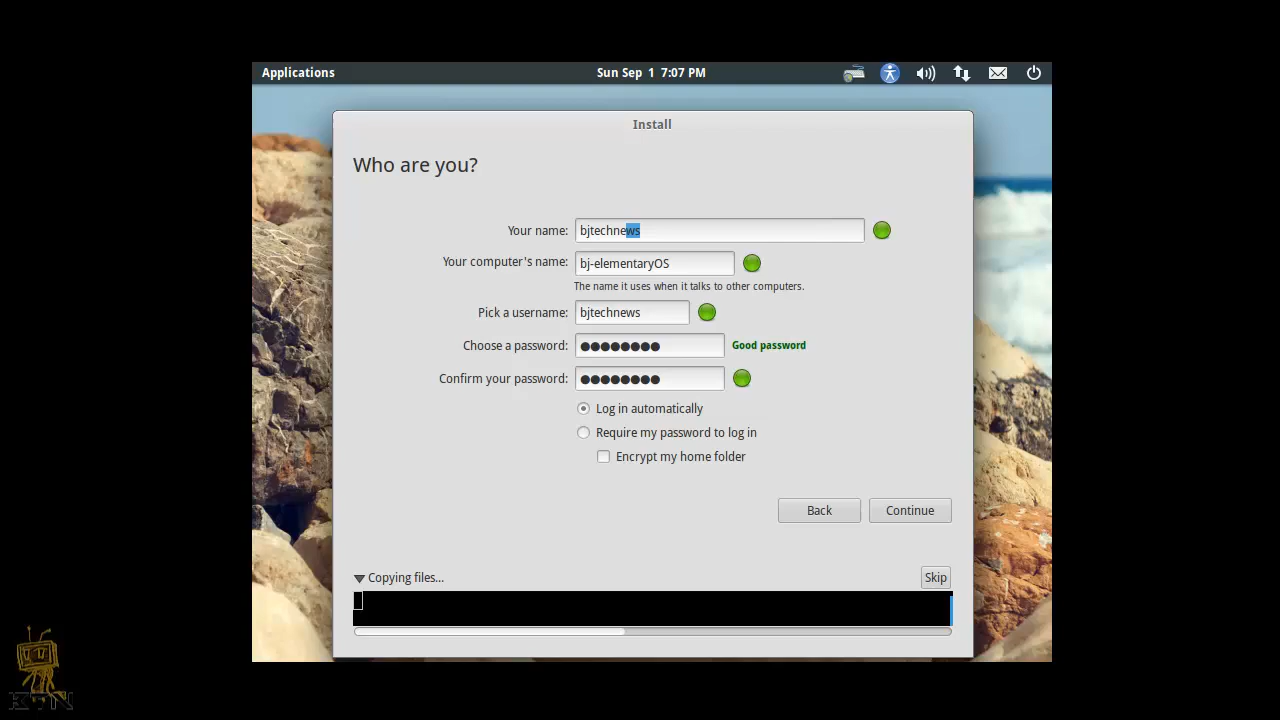 Applications Sun Sep 1 7:07 PM
Install
Who are you?
Your name: bjtechnews
Your computer's name: bj-elementaryOS
The name it uses when it talks to other computers.
Pick a username: bjtechnews
Choose a password: ●●●●●●●● Good password
Confirm your password: ●●●●●●●●
Log in automatically
Require my password to log in
Encrypt my home folder
Back Continue
Copying files... Skip